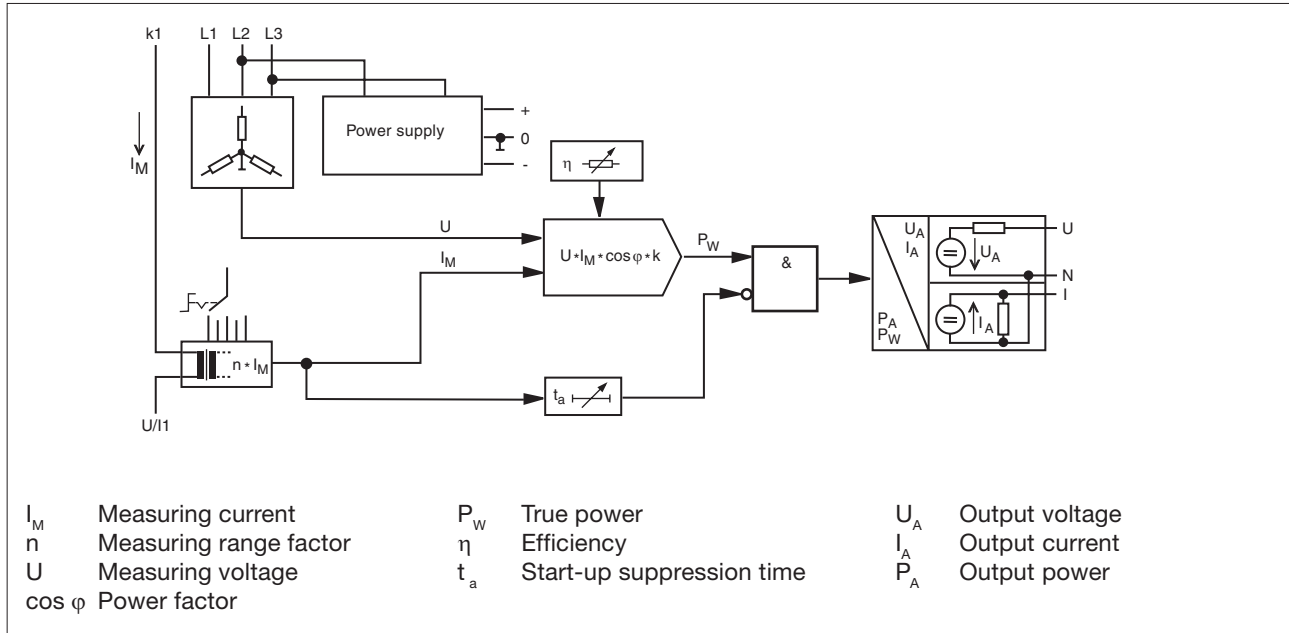 k1 L1 L2 L3
Power supply
+
0
-
I_M
η
U
I_M
U*I_M*cosφ*k
P_W
&
U_A
I_A
P_A
P_W
U_A
I_A
U
N
I
n*I_M
t_a
U/I1
I_M Measuring current
n Measuring range factor
U Measuring voltage
cos φ Power factor
P_W True power
η Efficiency
t_a Start-up suppression time
U_A Output voltage
I_A Output current
P_A Output power